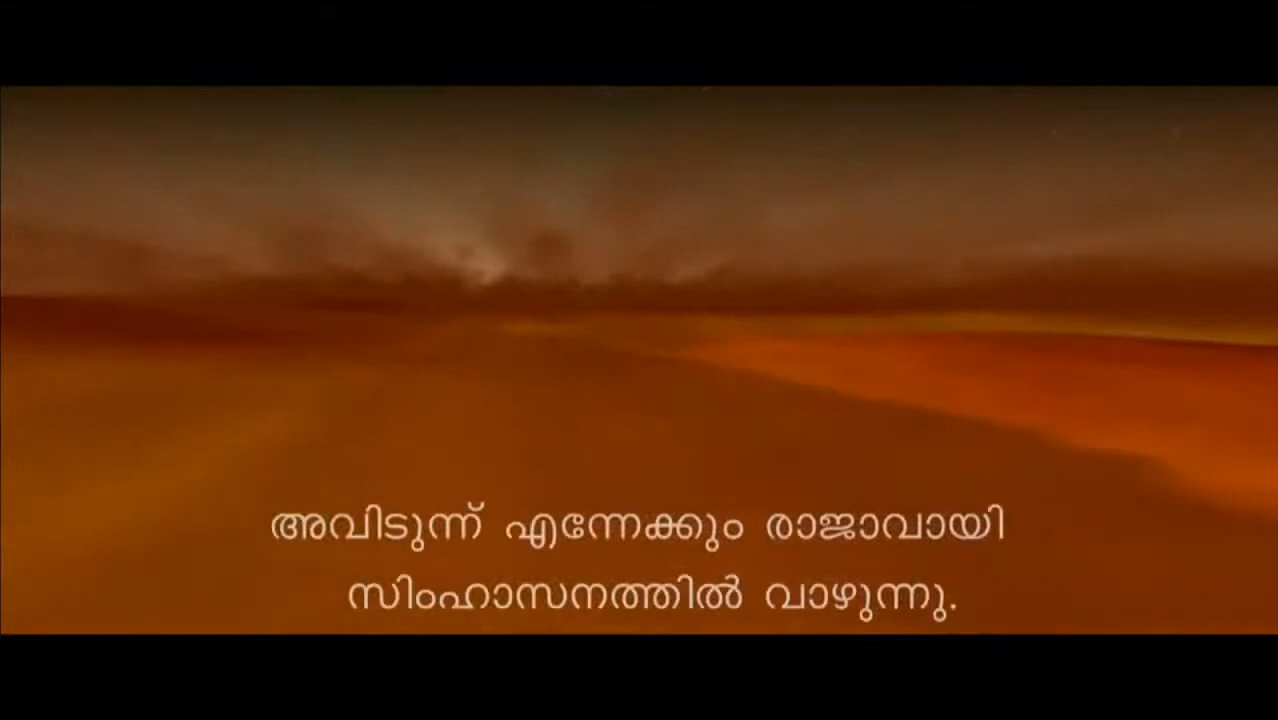 അവിടുന്ന് എന്നേക്കും രാജാവായി
സിംഹാസനത്തിൽ വാഴുന്നു.